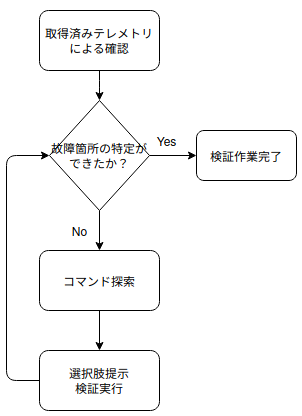 取得済みテレメトリ
による確認
故障箇所の特定が
できたか？
Yes
検証作業完了
No
コマンド探索
選択肢提示
検証実行